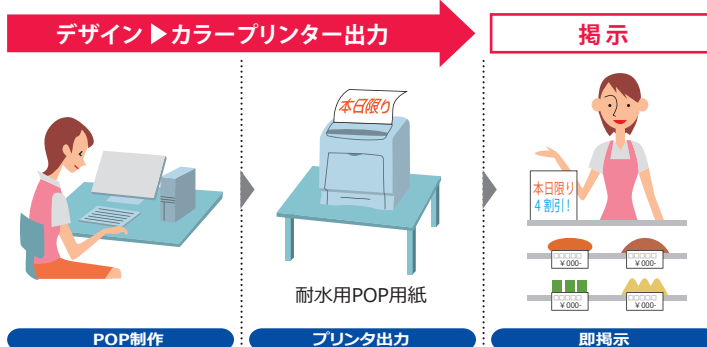 デザイン▶カラープリンター出力
掲示
本日限り
本日限り
4割引!
□□□□□
¥000-
□□□□□
¥000-
□□□□□
¥000-
□□□□□
¥000-
耐水用POP用紙
POP制作
プリンタ出力
即掲示